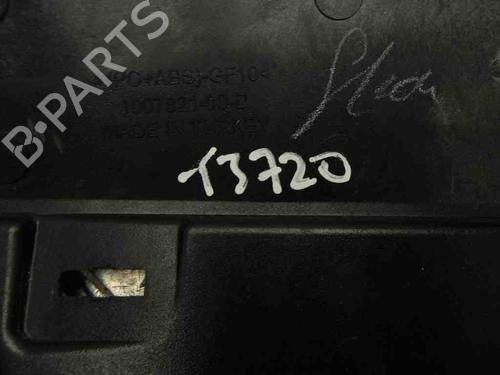 (PC+ABS)-GF10<
1007821-00-D
MADE IN TURKEY
13720
B-PARTS